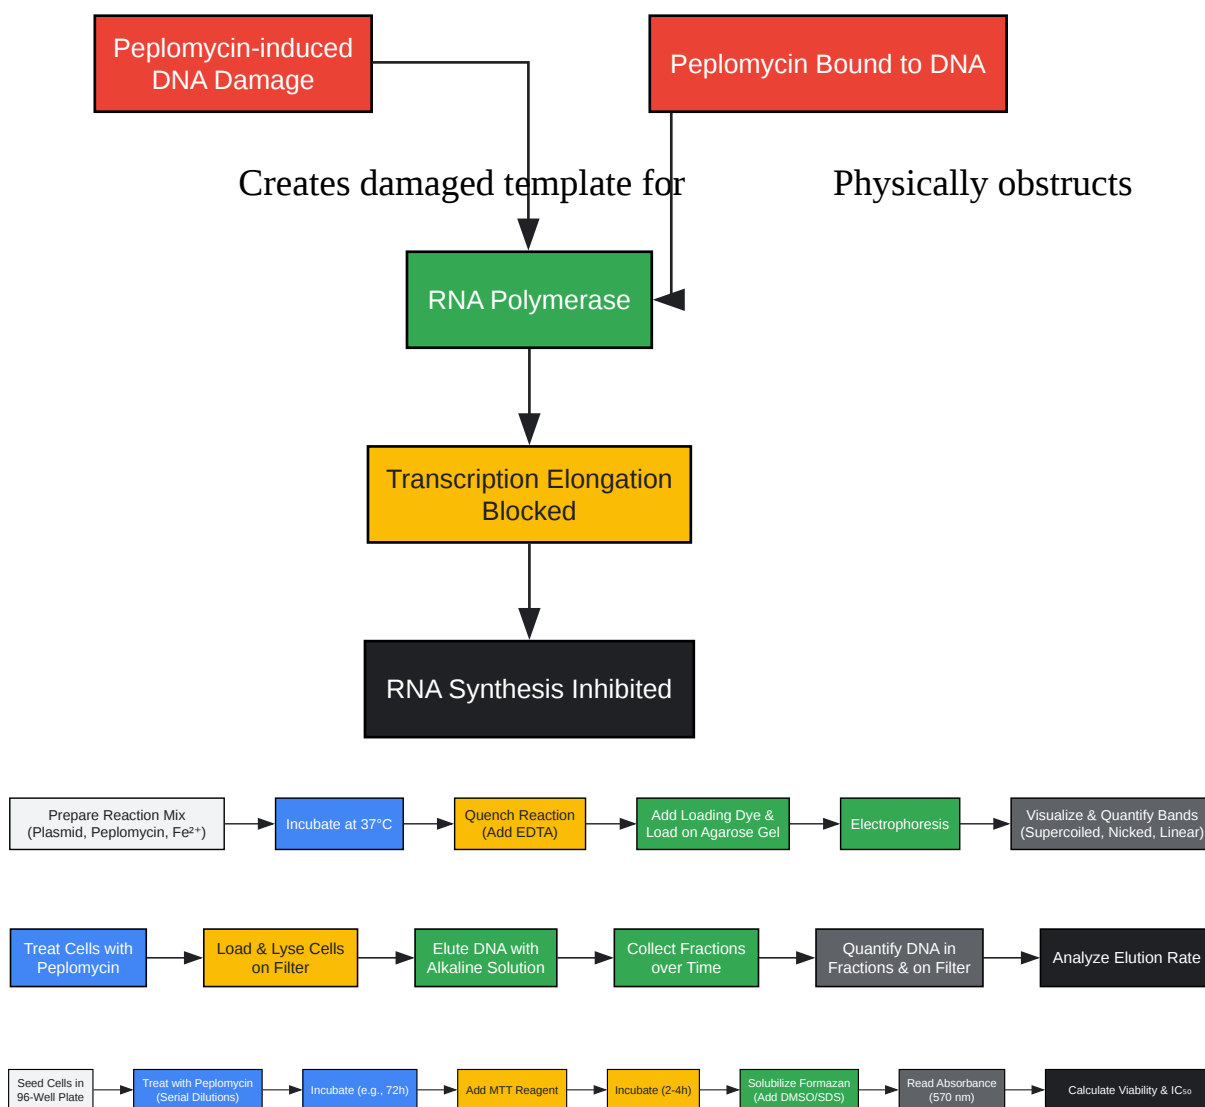 Peplomycin-induced
DNA Damage
Peplomycin Bound to DNA
Creates damaged template for
Physically obstructs
RNA Polymerase
Transcription Elongation
Blocked
RNA Synthesis Inhibited
Prepare Reaction Mix
(Plasmid, Peplomycin, Fe²⁺)
Incubate at 37°C
Quench Reaction
(Add EDTA)
Add Loading Dye &
Load on Agarose Gel
Electrophoresis
Visualize & Quantify Bands
(Supercoiled, Nicked, Linear)
Treat Cells with
Peplomycin
Load & Lyse Cells
on Filter
Elute DNA with
Alkaline Solution
Collect Fractions
over Time
Quantify DNA in
Fractions & on Filter
Analyze Elution Rate
Seed Cells in
96-Well Plate
Treat with Peplomycin
(Serial Dilutions)
Incubate (e.g., 72h)
Add MTT Reagent
Incubate (2-4h)
Solubilize Formazan
(Add DMSO/SDS)
Read Absorbance
(570 nm)
Calculate Viability & IC₅₀